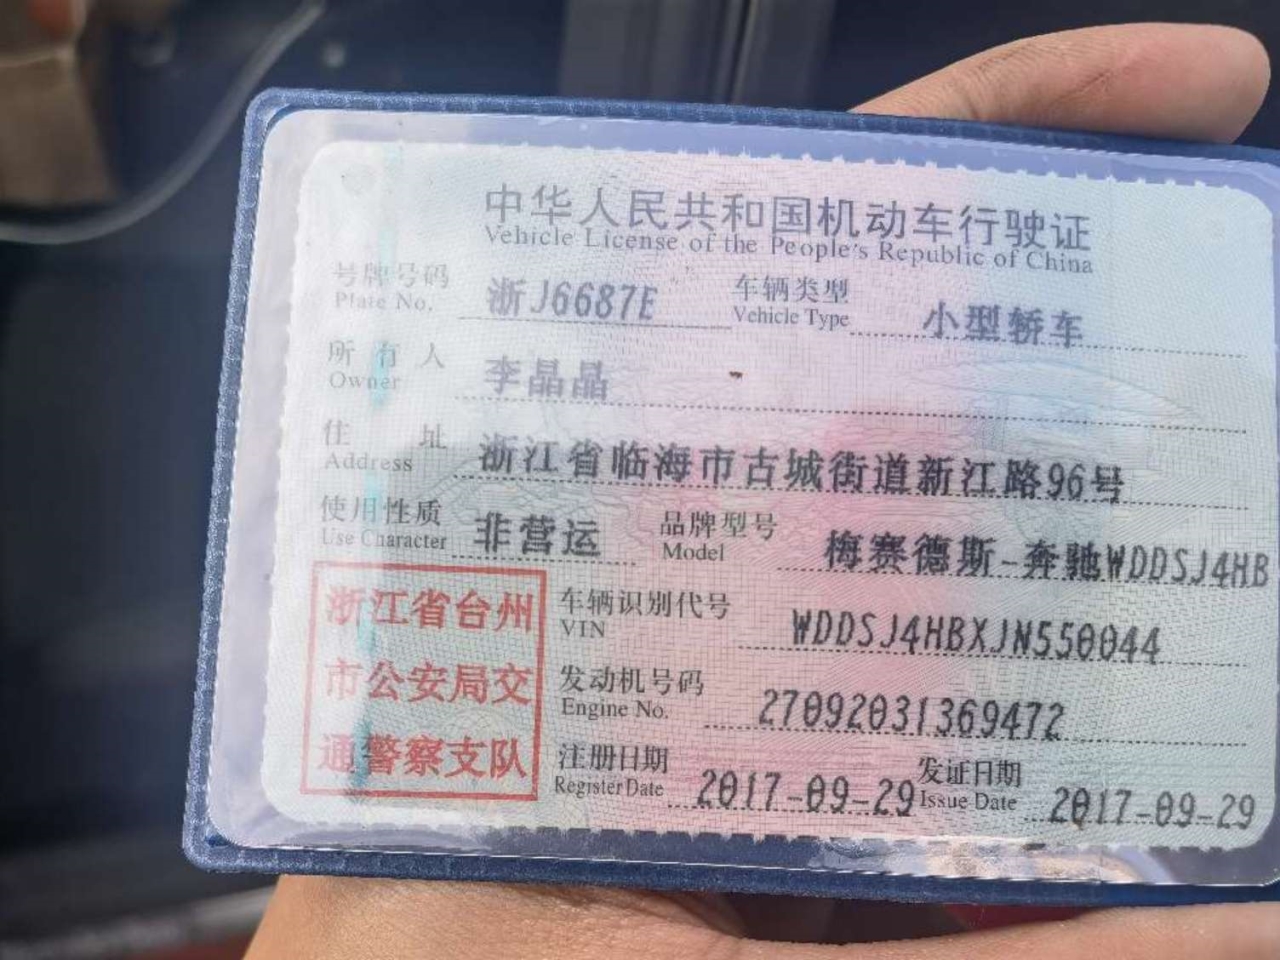 中华人民共和国机动车行驶证
Vehicle License of the People's Republic of China
号牌号码 浙J6687E 车辆类型 小型轿车
Plate No. Vehicle Type
所有人 李晶晶
Owner
住址 浙江省临海市古城街道新江路96号
Address
使用性质 非营运 品牌型号 梅赛德斯-奔驰WDDSJ4HB
Use Character Model
浙江省台州
市公安局交
通警察支队
车辆识别代号 WDDSJ4HBXJN550044
VIN
发动机号码 27092031369472
Engine No.
注册日期 2017-09-29 发证日期 2017-09-29
Register Date Issue Date